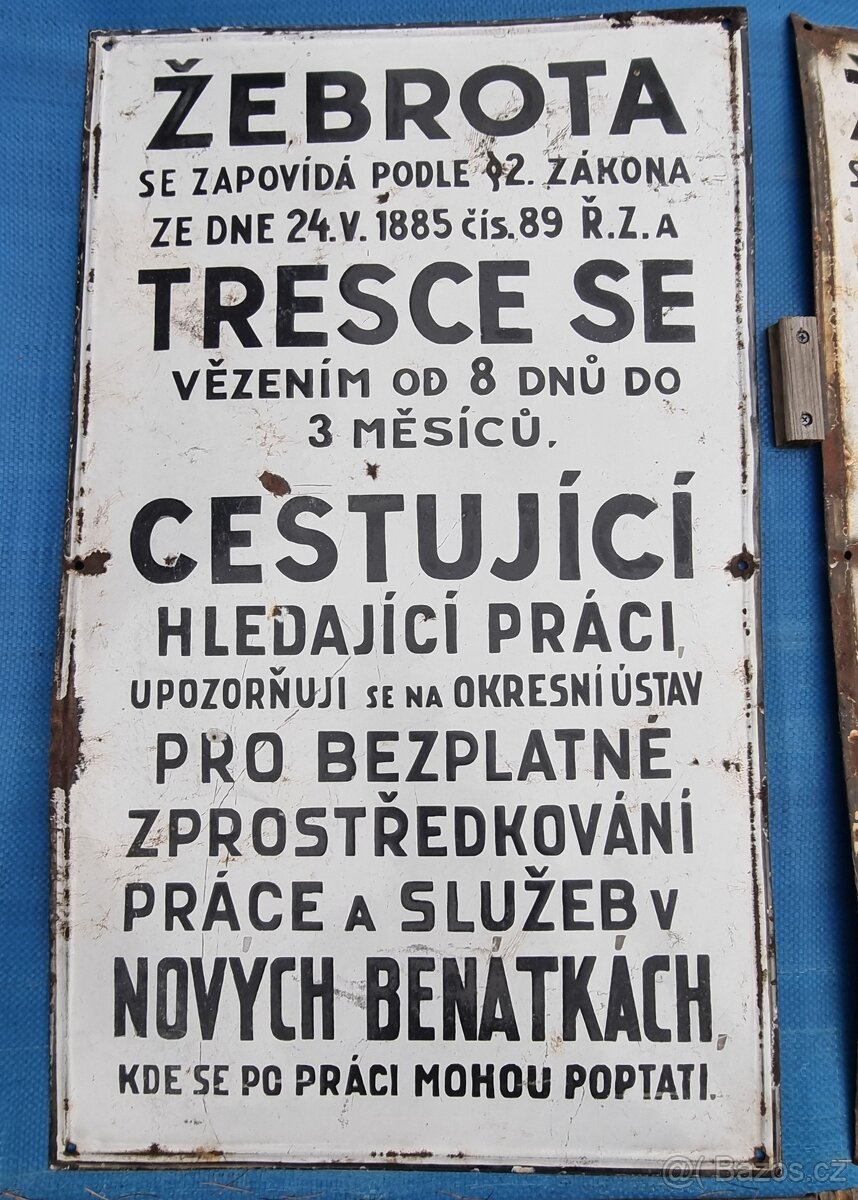 ŽEBROTA
SE ZAPOVÍDÁ PODLE §2. ZÁKONA
ZE DNE 24.V. 1885 čís.89 Ř.Z. A
TRESCE SE
VĚZENÍM OD 8 DNŮ DO
3 MĚSÍCŮ.
CESTUJÍCÍ
HLEDAJÍCÍ PRÁCI,
UPOZORŇUJI SE NA OKRESNÍ ÚSTAV
PRO BEZPLATNÉ
ZPROSTŘEDKOVÁNÍ
PRÁCE A SLUŽEB V
NOVÝCH BENÁTKÁCH,
KDE SE PO PRÁCI MOHOU POPTATI.
Bazos.cz